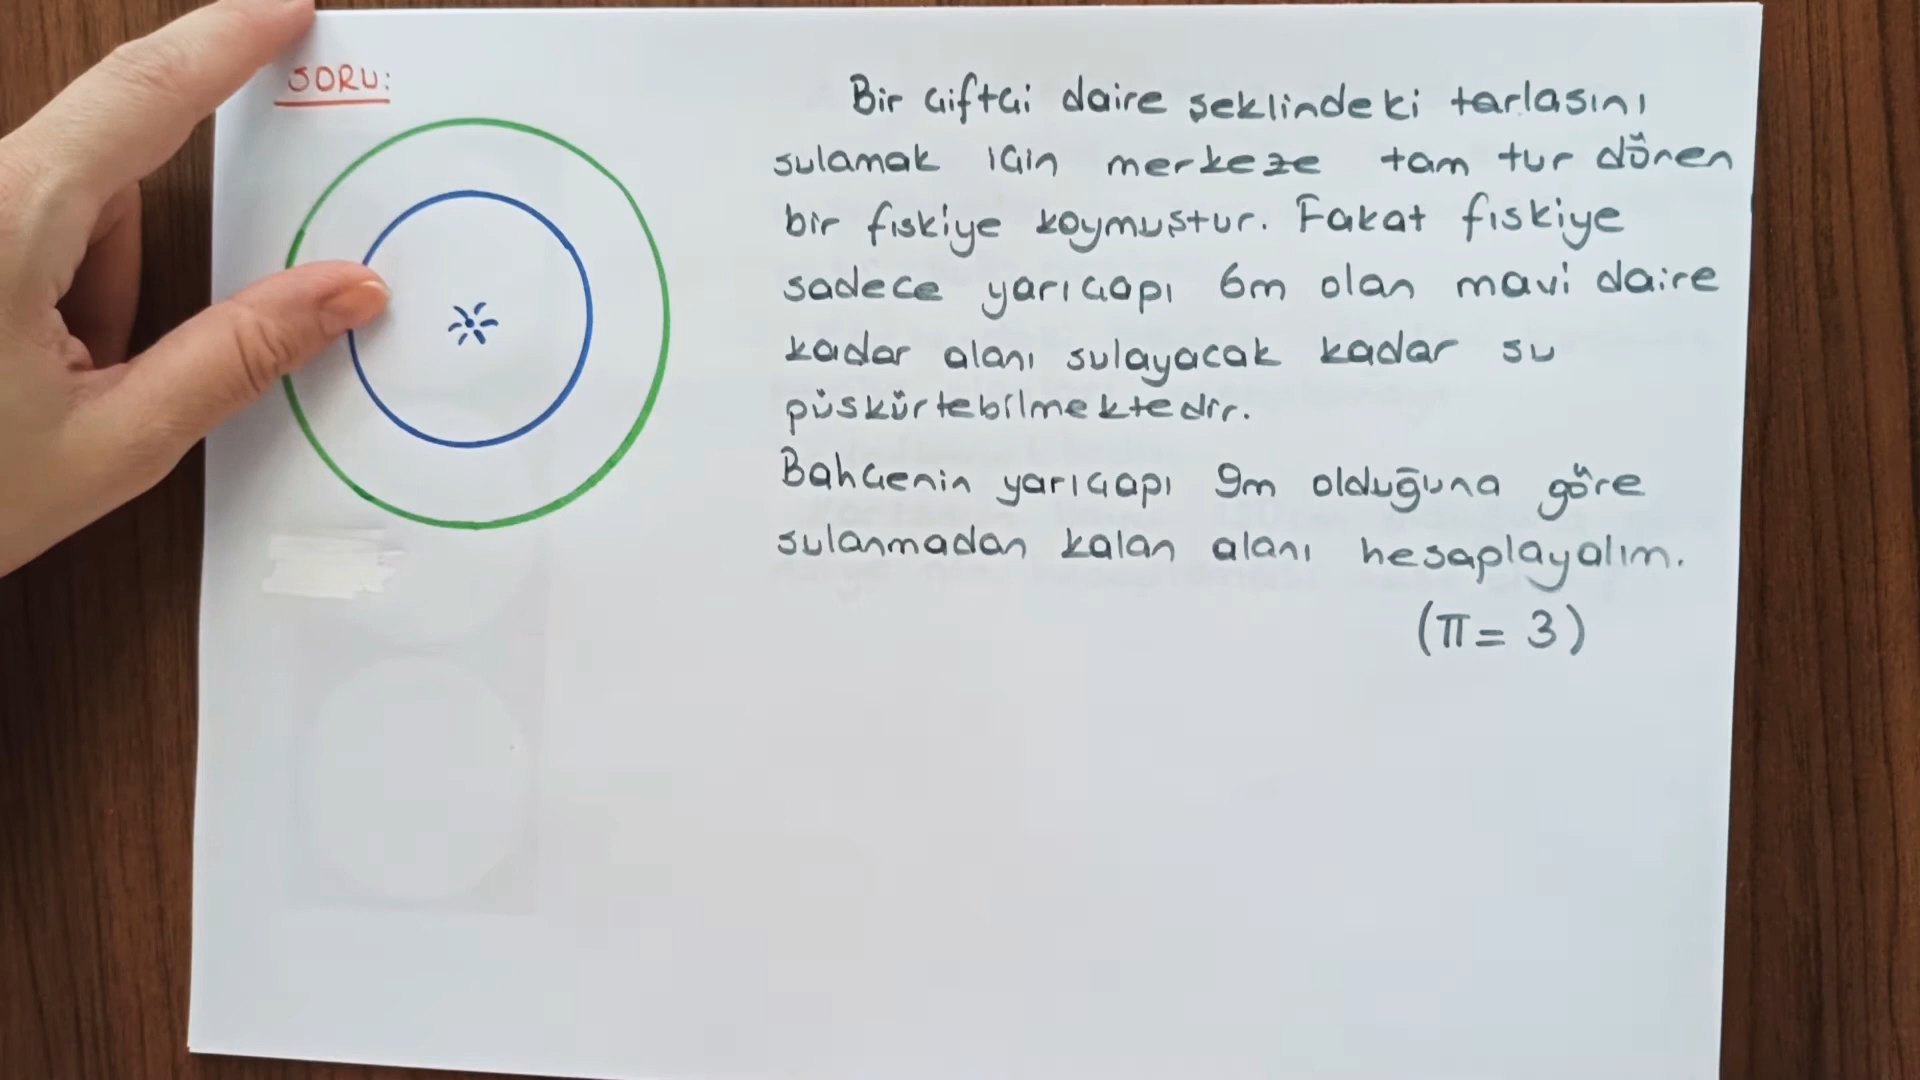 SORU:
Bir çiftçi daire şeklindeki tarlasını
sulamak için merkeze tam tur dönen
bir fıskiye koymuştur. Fakat fıskiye
sadece yarıçapı 6m olan mavi daire
kadar alanı sulayacak kadar su
püskürtebilmektedir.
Bahçenin yarıçapı 9m olduğuna göre
sulanmadan kalan alanı hesaplayalım.
(π = 3)